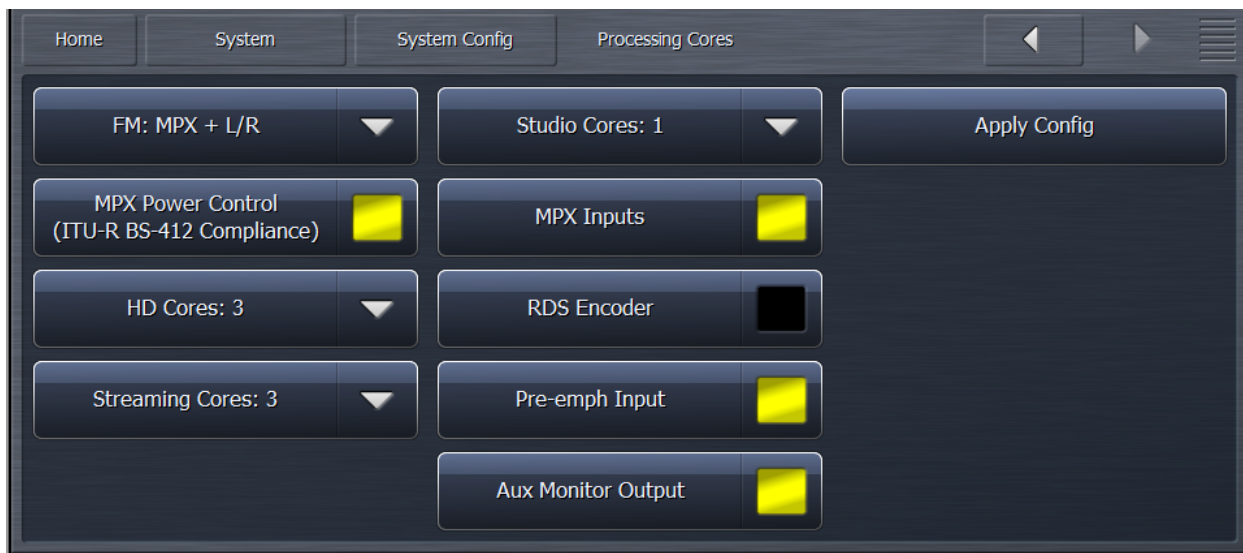 Home
System
System Config
Processing Cores
FM: MPX + L/R
Studio Cores: 1
Apply Config
MPX Power Control
(ITU-R BS-412 Compliance)
MPX Inputs
HD Cores: 3
RDS Encoder
Streaming Cores: 3
Pre-emph Input
Aux Monitor Output